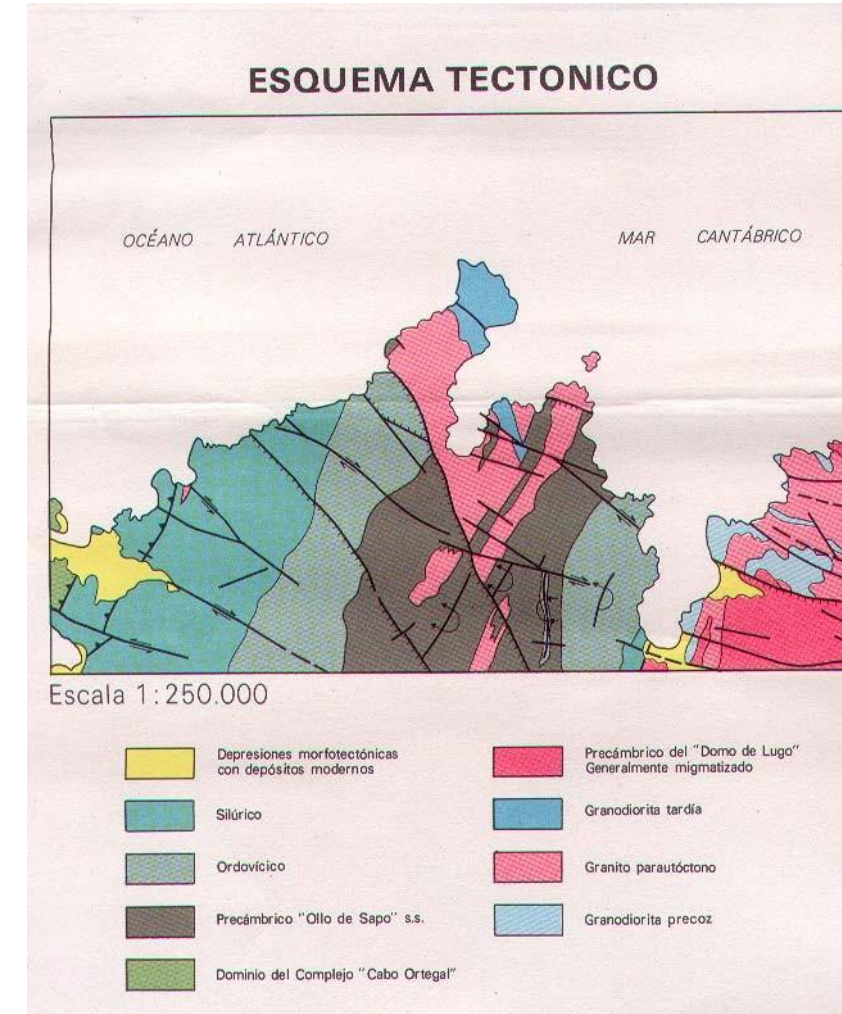 ESQUEMA TECTONICO
OCÉANO ATLÁNTICO
MAR CANTÁBRICO
Escala 1:250.000
Depresiones morfotectónicas
con depósitos modernos
Silúrico
Ordovícico
Precámbrico "Ollo de Sapo" s.s.
Dominio del Complejo "Cabo Ortegal"
Precámbrico del "Domo de Lugo"
Generalmente migmatizado
Granodiorita tardía
Granito parautóctono
Granodiorita precoz